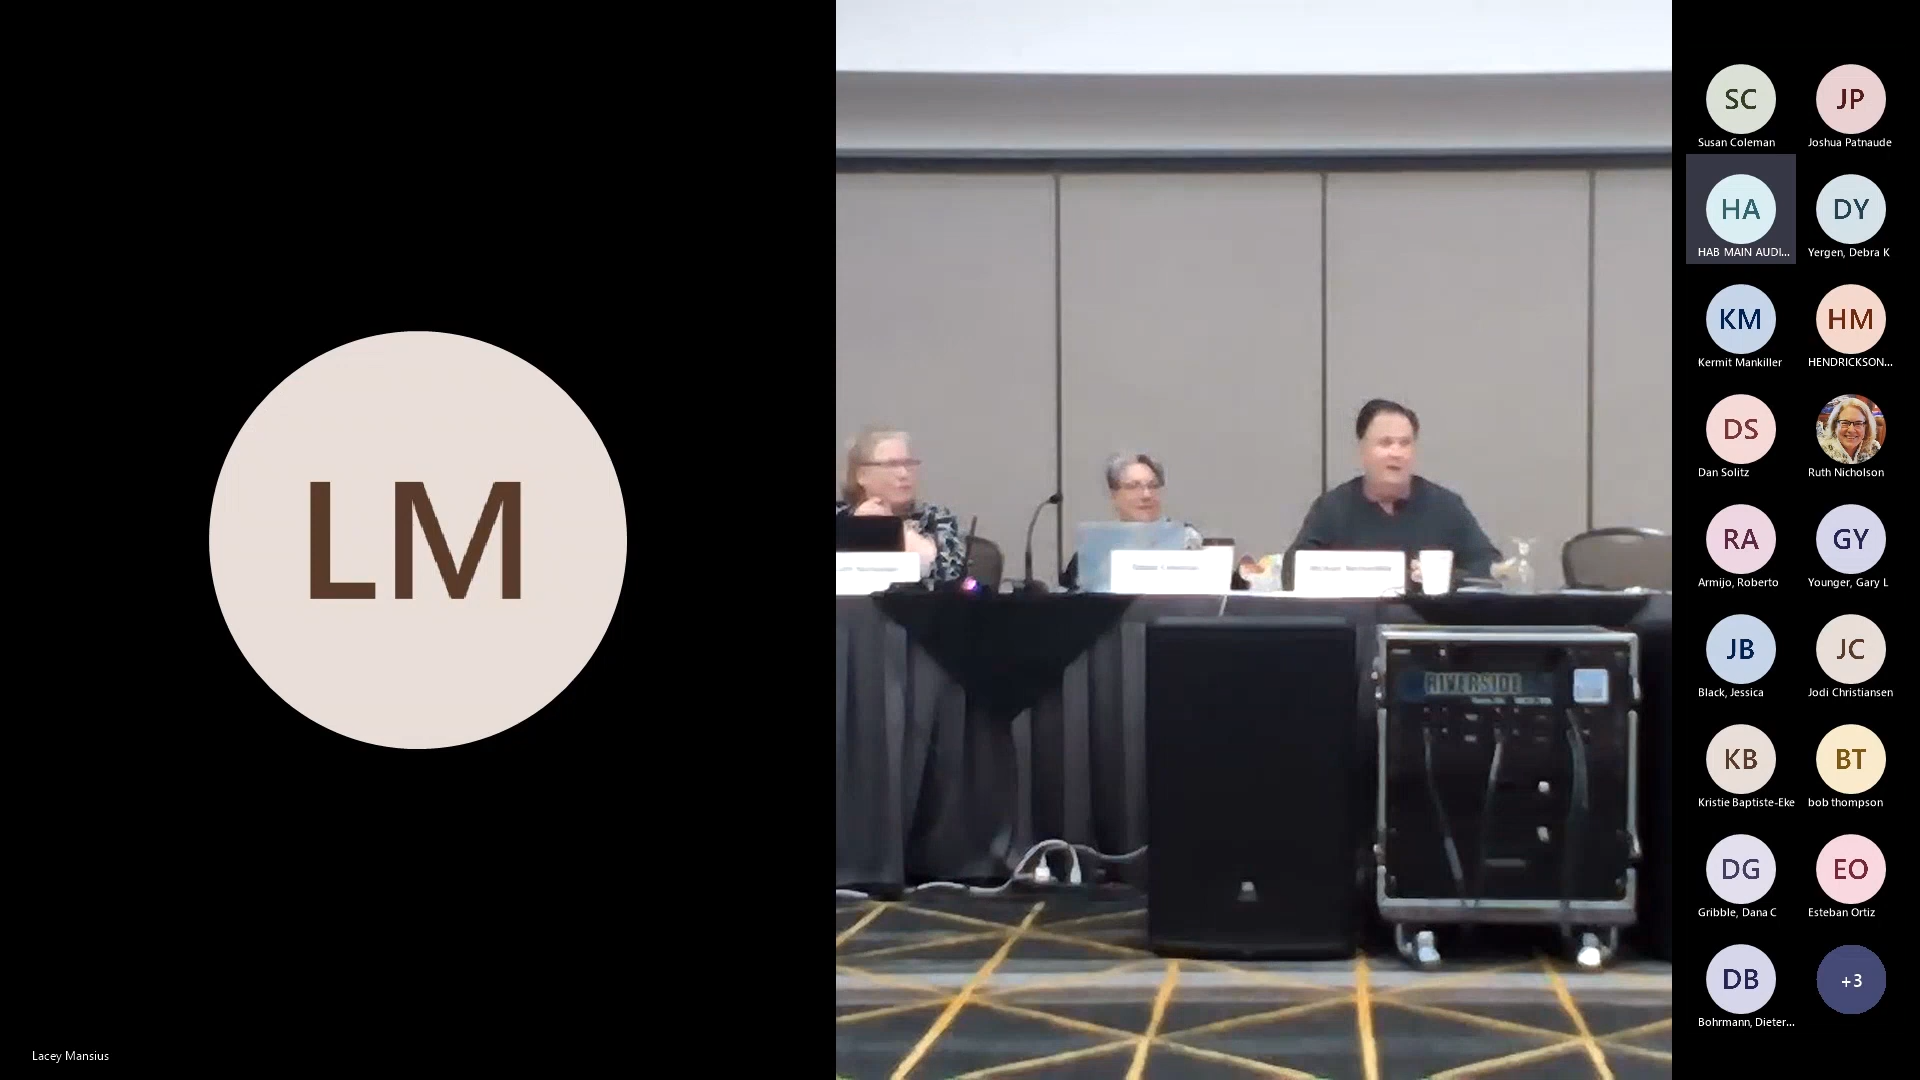 LM
Lacey Mansius
RIVERSIDE
SC
JP
Susan Coleman
Joshua Patnaude
HA
DY
HAB MAIN AUDI...
Yergen, Debra K
KM
HM
Kermit Mankiller
HENDRICKSON...
DS
Dan Solitz
Ruth Nicholson
RA
GY
Armijo, Roberto
Younger, Gary L
JB
JC
Black, Jessica
Jodi Christiansen
KB
BT
Kristie Baptiste-Eke
bob thompson
DG
EO
Gribble, Dana C
Esteban Ortiz
DB
+3
Bohrmann, Dieter...